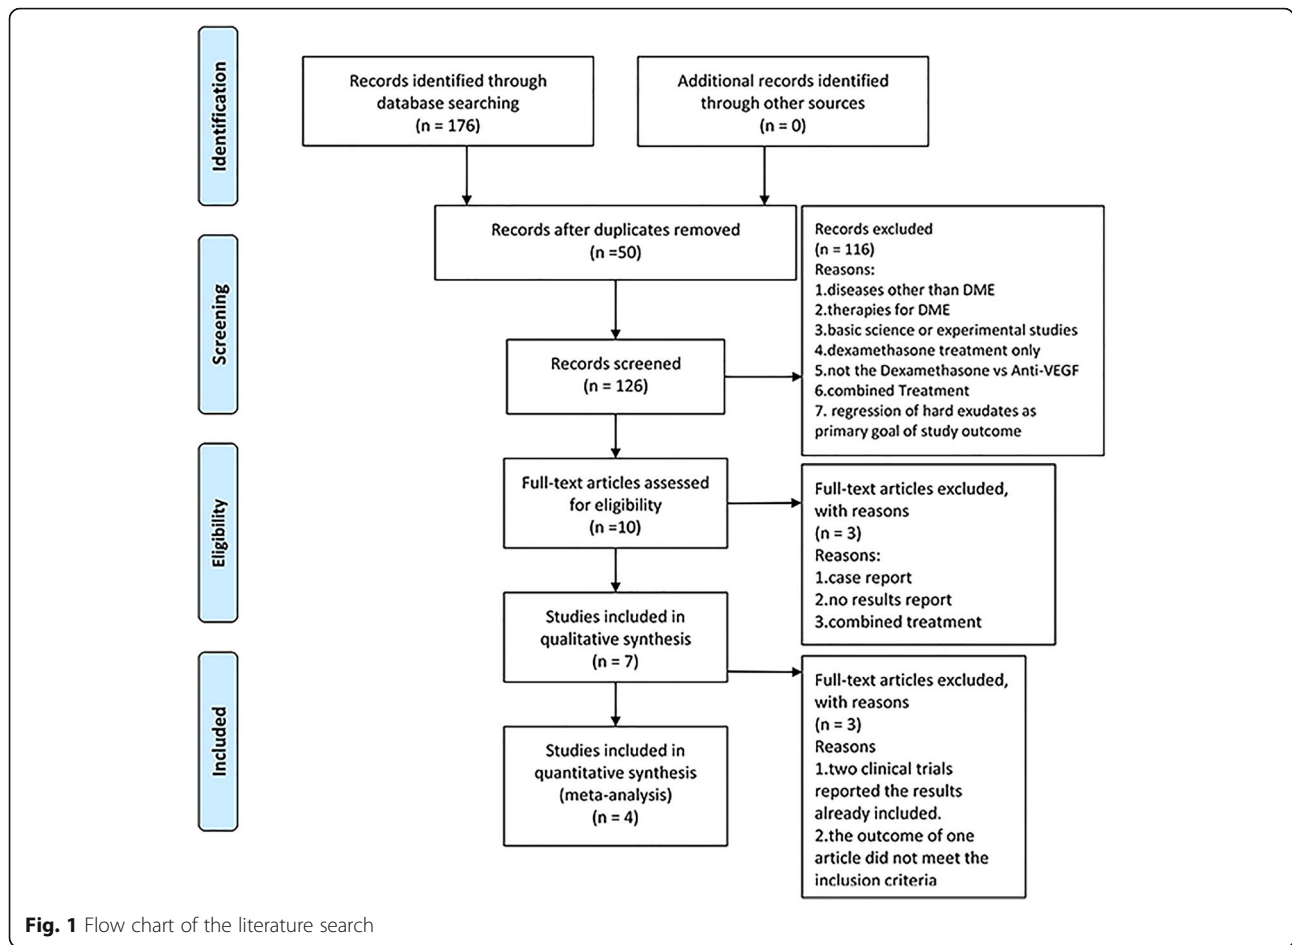 Identification
Records identified through
database searching
(n = 176)
Additional records identified
through other sources
(n = 0)
Screening
Records after duplicates removed
(n =50)
Records screened
(n = 126)
Records excluded
(n = 116)
Reasons:
1.diseases other than DME
2.therapies for DME
3.basic science or experimental studies
4.dexamethasone treatment only
5.not the Dexamethasone vs Anti-VEGF
6.combined Treatment
7. regression of hard exudates as
primary goal of study outcome
Eligibility
Full-text articles assessed
for eligibility
(n =10)
Full-text articles excluded,
with reasons
(n = 3)
Reasons:
1.case report
2.no results report
3.combined treatment
Studies included in
qualitative synthesis
(n = 7)
Included
Full-text articles excluded,
with reasons
(n = 3)
Reasons
1.two clinical trials
reported the results
already included.
2.the outcome of one
article did not meet the
inclusion criteria
Studies included in
quantitative synthesis
(meta-analysis)
(n = 4)
Fig. 1 Flow chart of the literature search